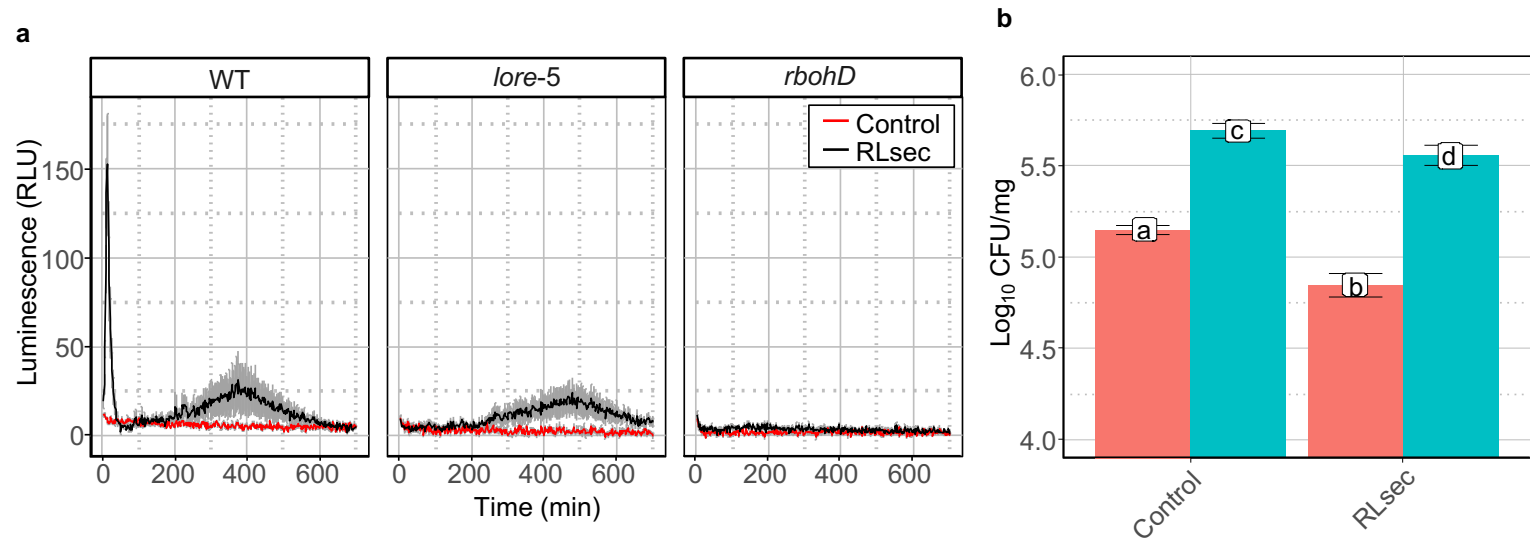 a
WT
lore-5
rbohD
Control
RLsec
Luminescence (RLU)
150
100
50
0
0
200
400
600
0
200
400
600
0
200
400
600
Time (min)
b
Log₁₀ CFU/mg
6.0
5.5
5.0
4.5
4.0
a
c
b
d
Control
RLsec